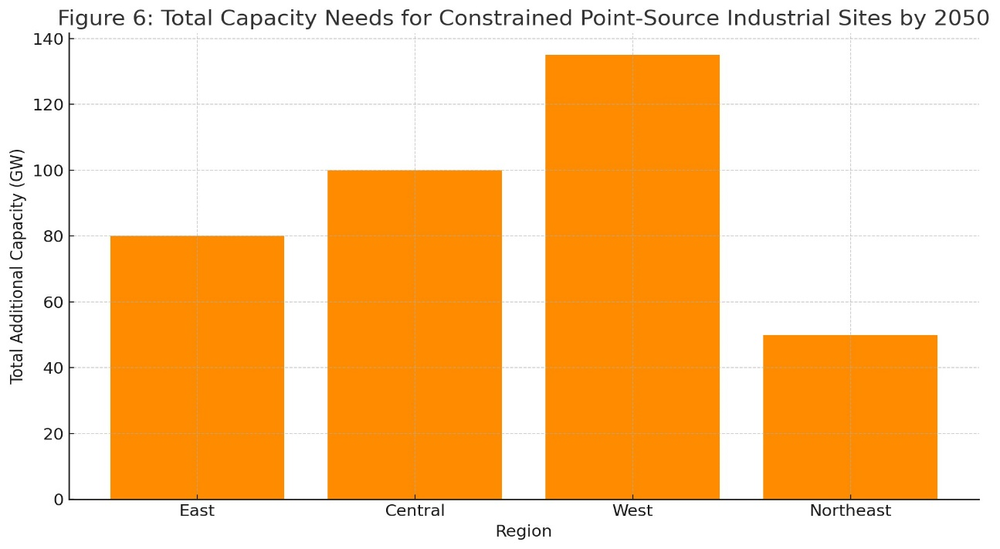 Figure 6: Total Capacity Needs for Constrained Point-Source Industrial Sites by 2050
Total Additional Capacity (GW)
140
120
100
80
60
40
20
0
East
Central
West
Northeast
Region